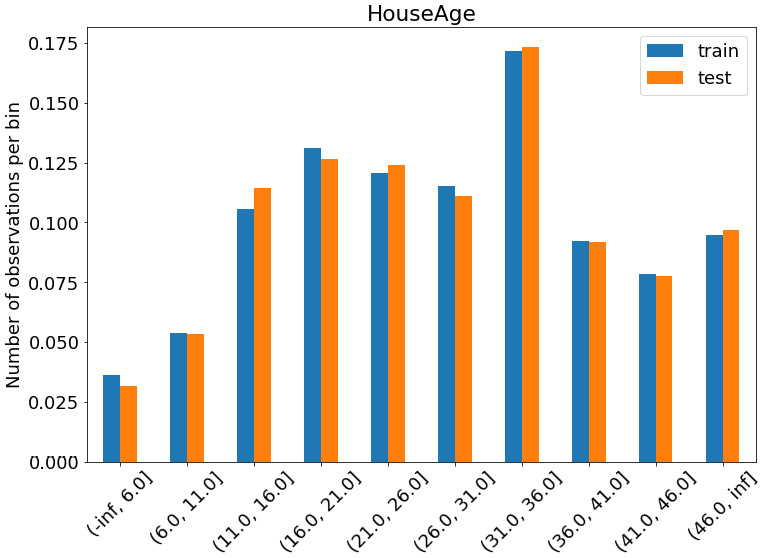 HouseAge
Number of observations per bin
0.175
0.150
0.125
0.100
0.075
0.050
0.025
0.000
train
test
(-inf, 6.0]
(6.0, 11.0]
(11.0, 16.0]
(16.0, 21.0]
(21.0, 26.0]
(26.0, 31.0]
(31.0, 36.0]
(36.0, 41.0]
(41.0, 46.0]
(46.0, inf]